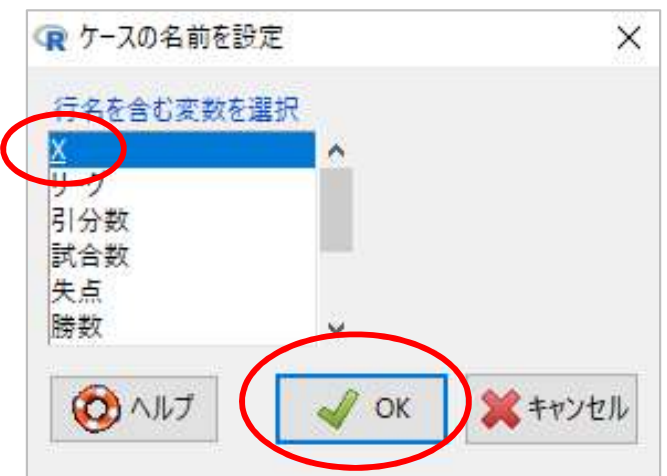 ケースの名前を設定
行名を含む変数を選択
X
リーグ
引分数
試合数
失点
勝数
ヘルプ
OK
キャンセル